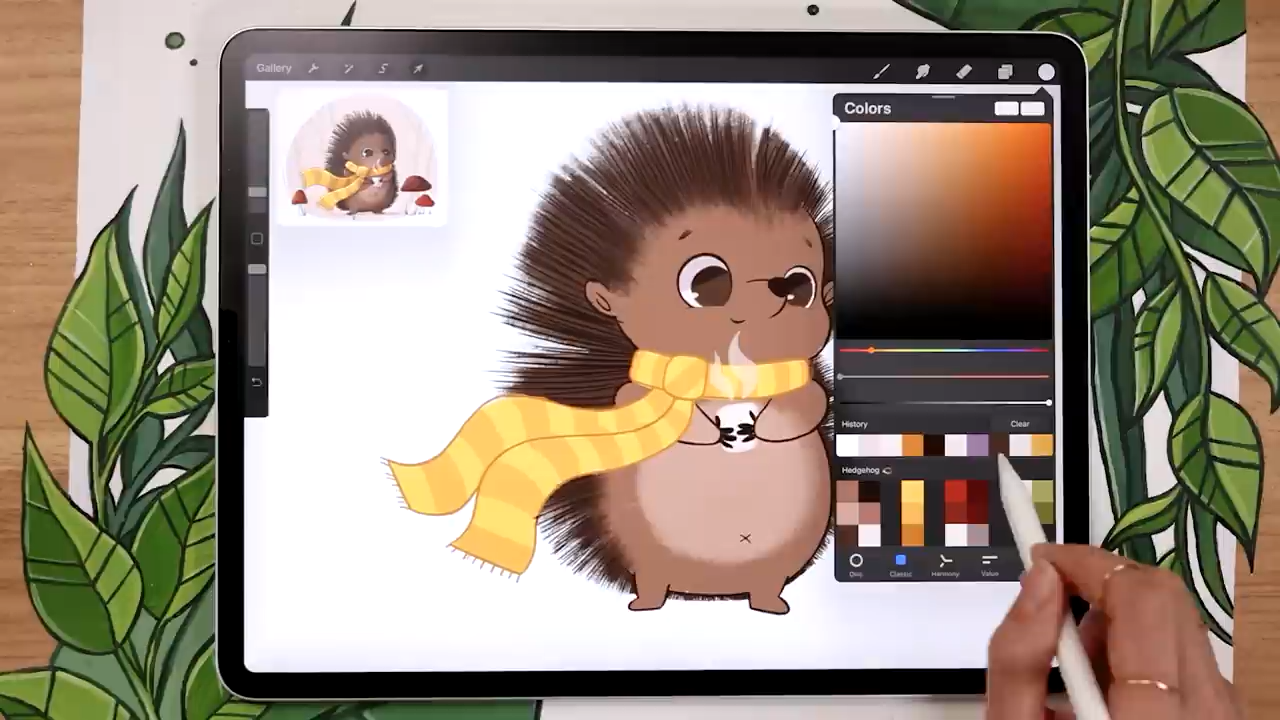 Gallery
Colors
History
Clear
Hedgehog
Disc
Classic
Harmony
Value